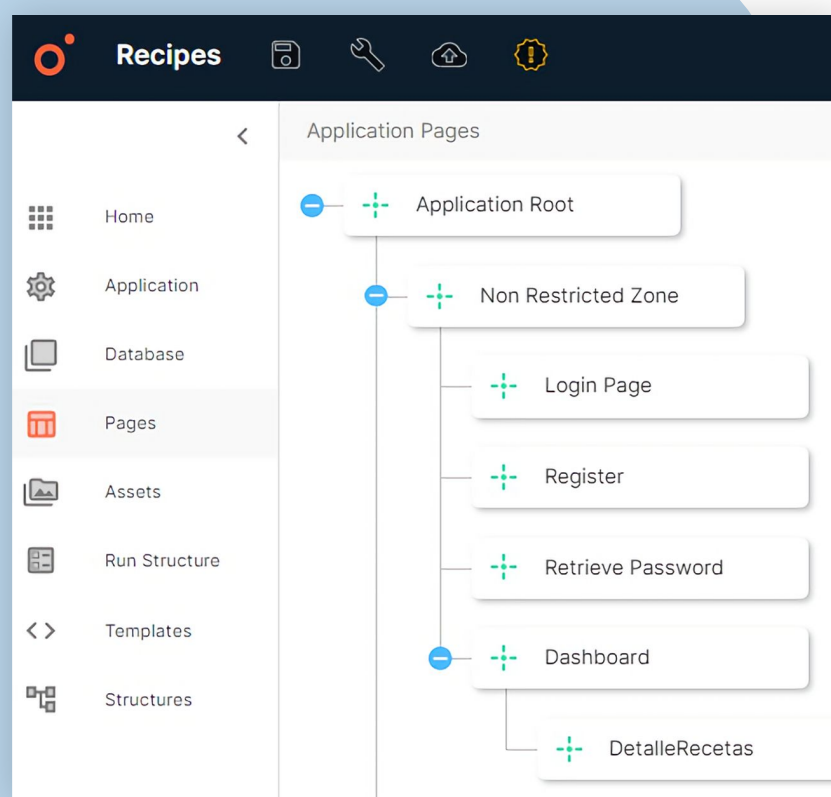 Recipes
Application Pages
Home
Application
Database
Pages
Assets
Run Structure
Templates
Structures
Application Root
Non Restricted Zone
Login Page
Register
Retrieve Password
Dashboard
DetalleRecetas